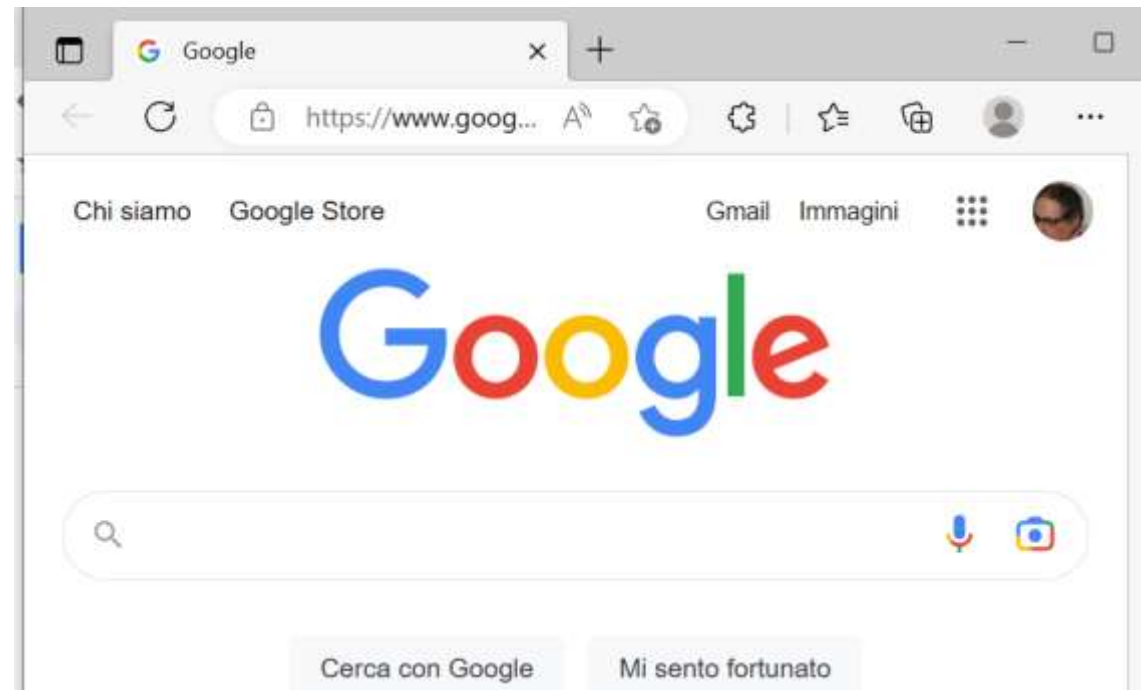 Google
https://www.goog...
Chi siamo Google Store Gmail Immagini
Google
Cerca con Google Mi sento fortunato